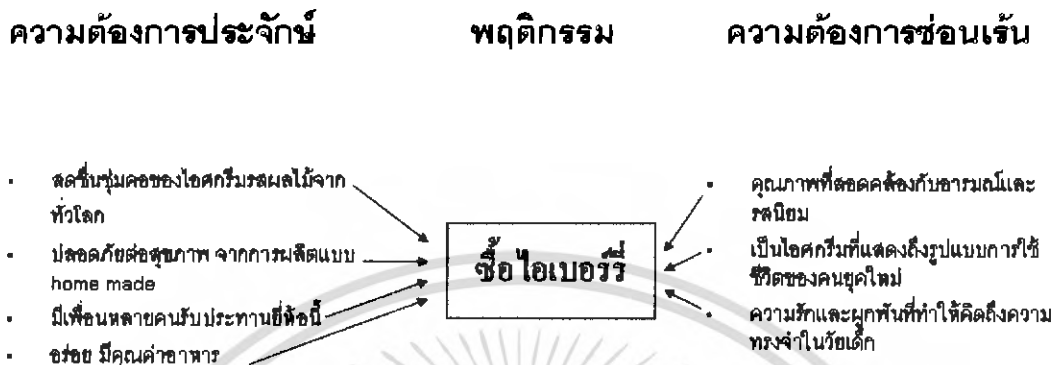 ความต้องการประจักษ์
พฤติกรรม
ความต้องการซ่อนเร้น
▪ สดชื่นชุ่มคอของไอศกรีมรสผลไม้จาก
ทั่วโลก
▪ ปลอดภัยต่อสุขภาพ จากการผลิตแบบ
home made
▪ มีเพื่อนหลายคนรับประทานยี่ห้อนี้
▪ อร่อย มีคุณค่าอาหาร
ซื้อไอเบอร์รี่
▪ คุณภาพที่สอดคล้องกับอารมณ์และ
รสนิยม
▪ เป็นไอศกรีมที่แสดงถึงรูปแบบการใช้
ชีวิตของคนยุคใหม่
▪ ความรักและผูกพันที่ทำให้คิดถึงความ
ทรงจำในวัยเด็ก